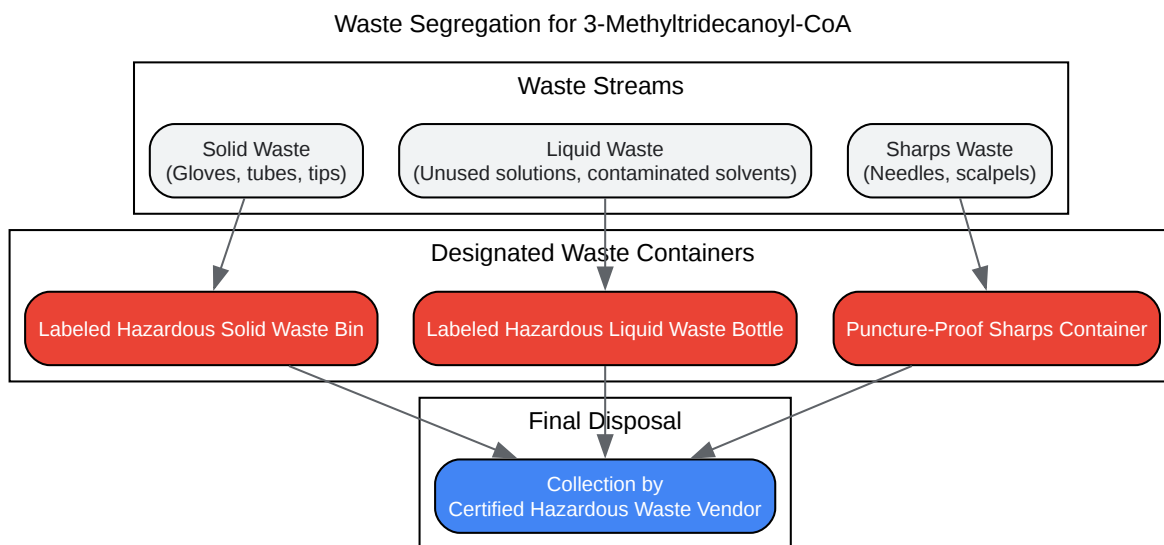 Waste Segregation for 3-Methyltridecanoyl-CoA
Waste Streams
Solid Waste
(Gloves, tubes, tips)
Liquid Waste
(Unused solutions, contaminated solvents)
Sharps Waste
(Needles, scalpels)
Designated Waste Containers
Labeled Hazardous Solid Waste Bin
Labeled Hazardous Liquid Waste Bottle
Puncture-Proof Sharps Container
Final Disposal
Collection by
Certified Hazardous Waste Vendor